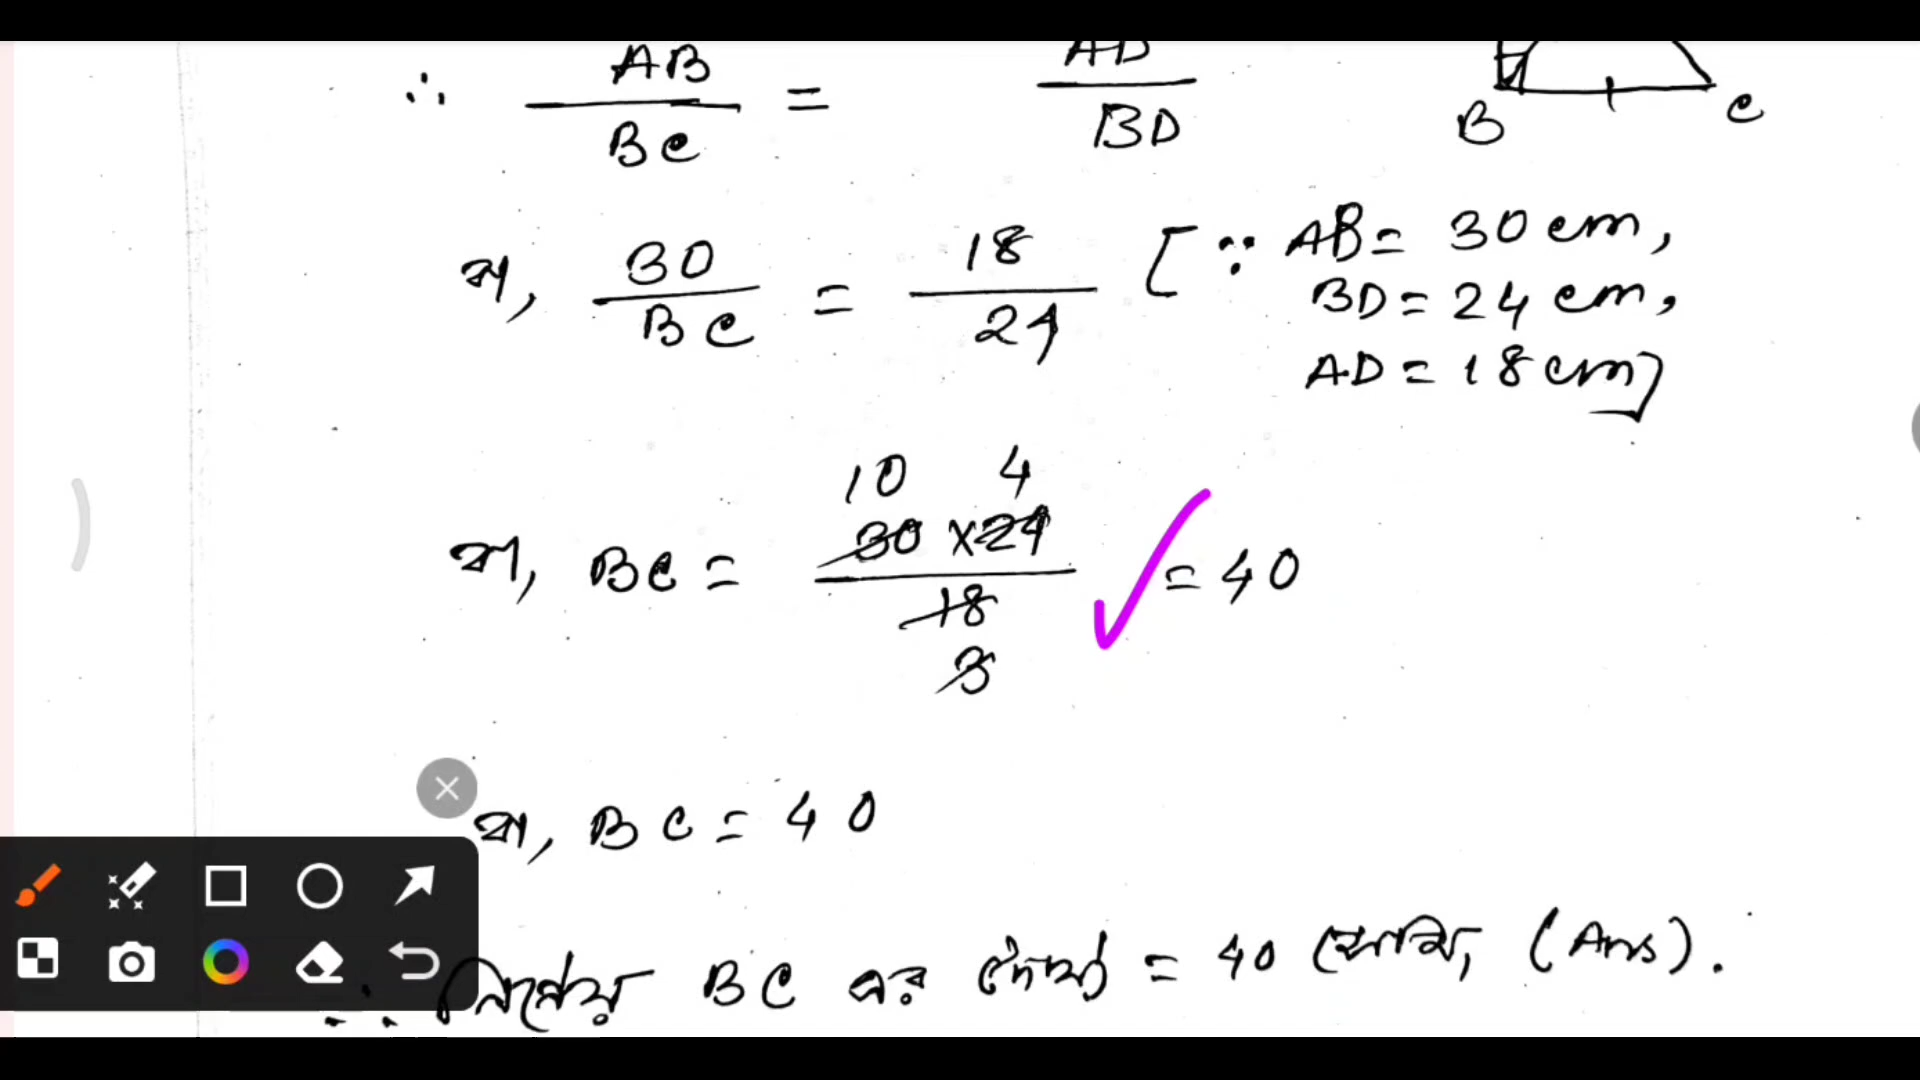 ∴ AB/BC = AD/BD
B C
বা, 30/BC = 18/24 [∵ AB = 30 cm,
BD = 24 cm,
AD = 18 cm]
10 4
বা, BC = 30×24/18 = 40
3
বা, BC = 40
∴ নির্ণেয় BC এর দৈর্ঘ্য = 40 সেমি, (Ans).